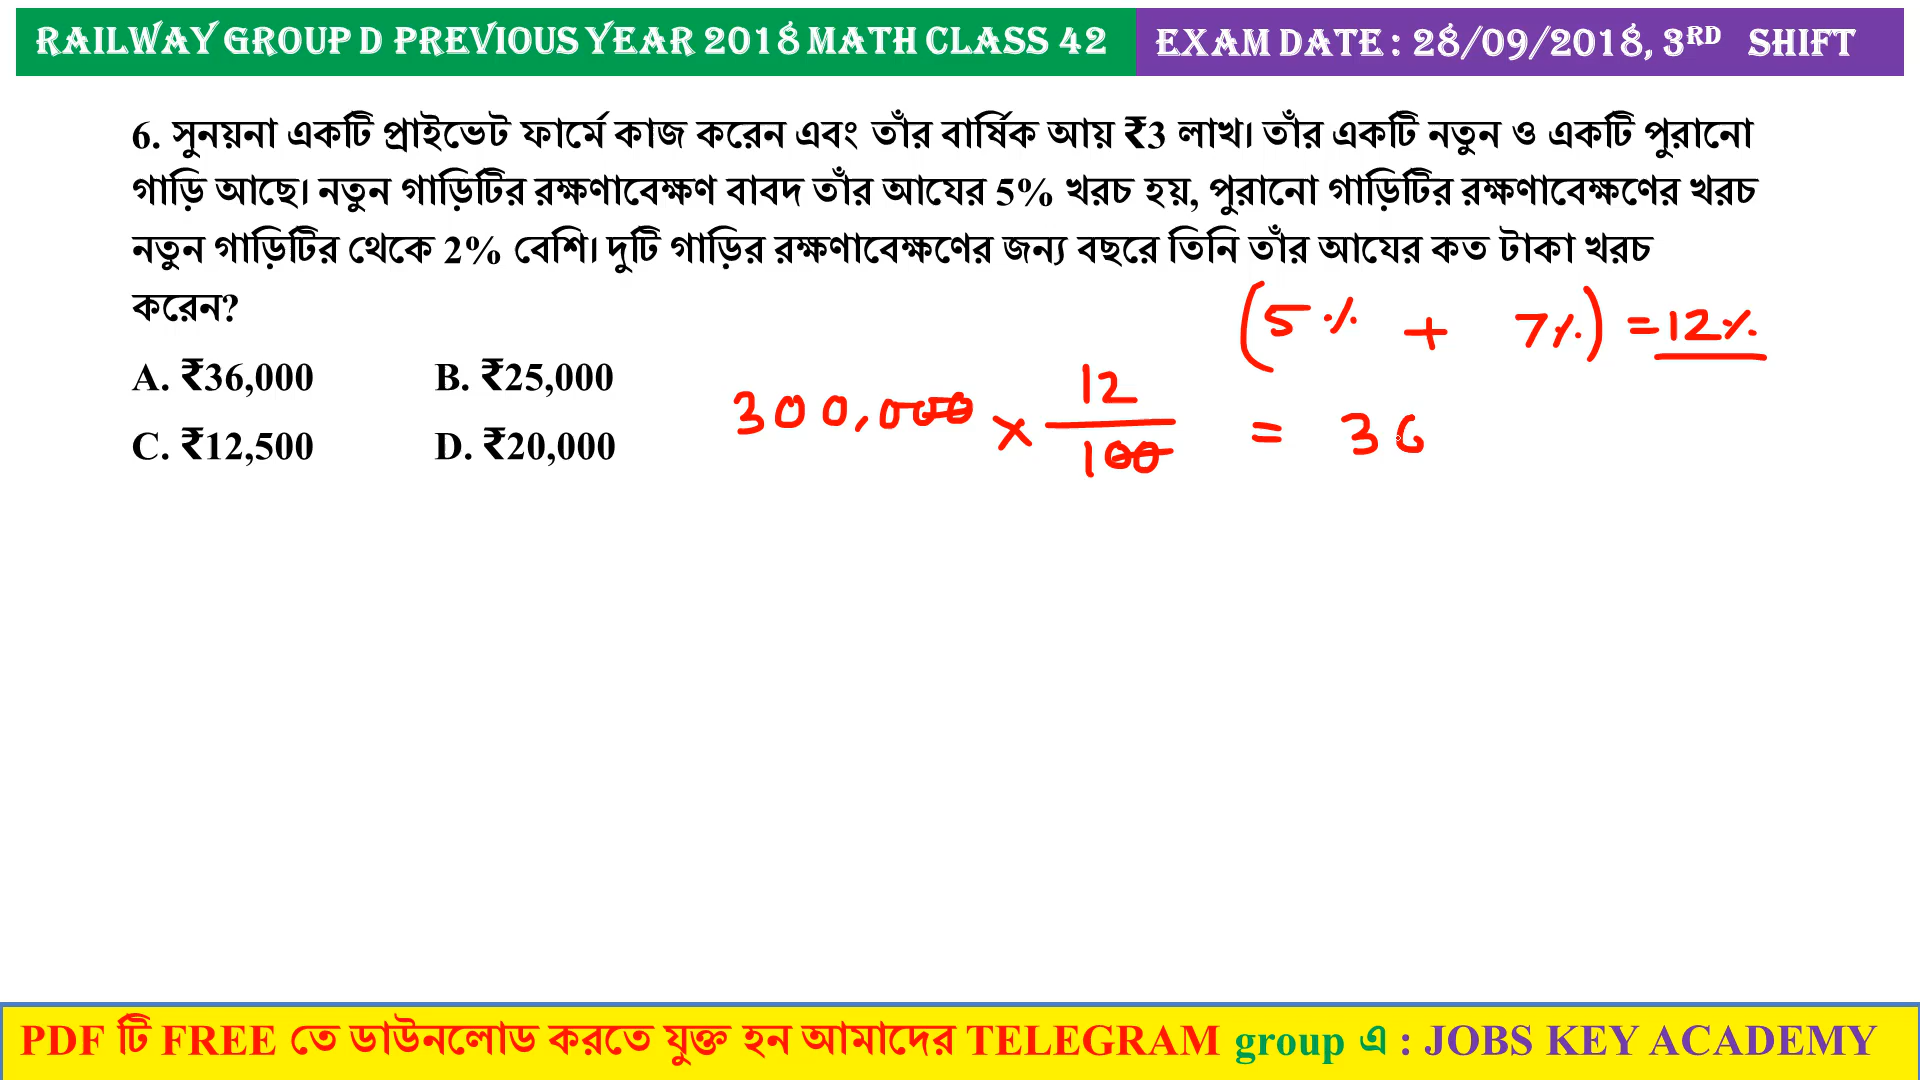 RAILWAY GROUP D PREVIOUS YEAR 2018 MATH CLASS 42 EXAM DATE : 28/09/2018, 3RD SHIFT
6. সুনয়না একটি প্রাইভেট ফার্মে কাজ করেন এবং তাঁর বার্ষিক আয় ₹3 লাখ। তাঁর একটি নতুন ও একটি পুরানো
গাড়ি আছে। নতুন গাড়িটির রক্ষণাবেক্ষণ বাবদ তাঁর আযের 5% খরচ হয়, পুরানো গাড়িটির রক্ষণাবেক্ষণের খরচ
নতুন গাড়িটির থেকে 2% বেশি। দুটি গাড়ির রক্ষণাবেক্ষণের জন্য বছরে তিনি তাঁর আযের কত টাকা খরচ
করেন?
(5% + 7%) = 12%
A. ₹36,000 B. ₹25,000
C. ₹12,500 D. ₹20,000
300,000 × 12/100 = 36
PDF টি FREE তে ডাউনলোড করতে যুক্ত হন আমাদের TELEGRAM group এ : JOBS KEY ACADEMY